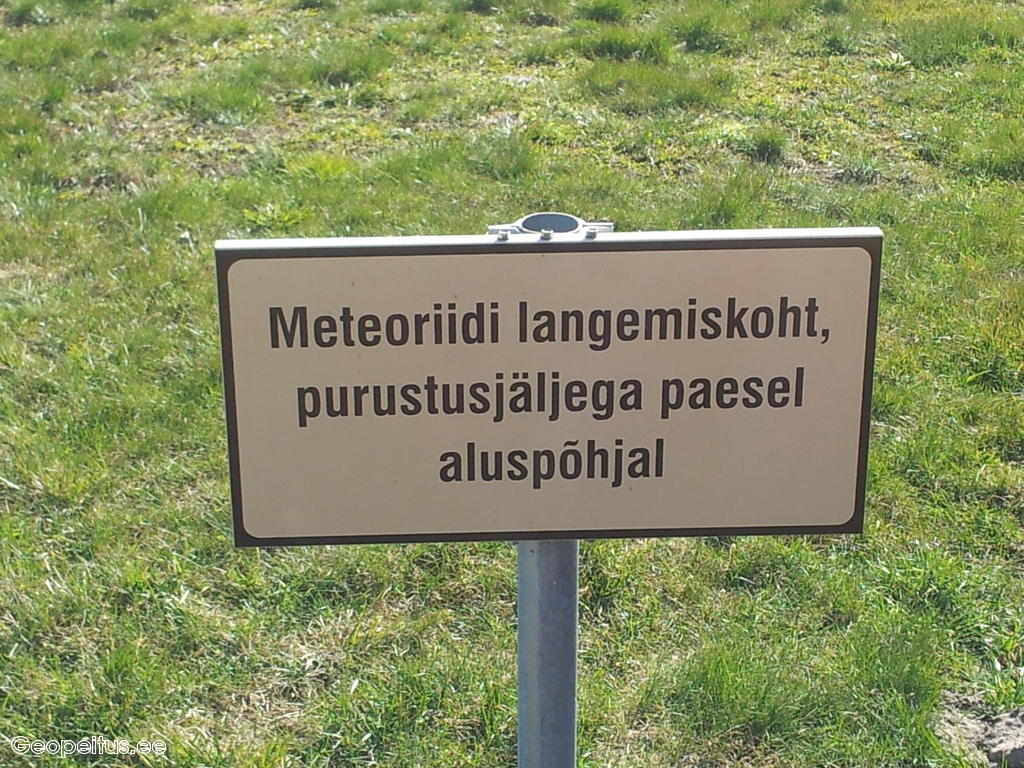 Meteoriidi langemiskoht,
purustusjäljega paesel
aluspõhjal
Geopeitus.ee